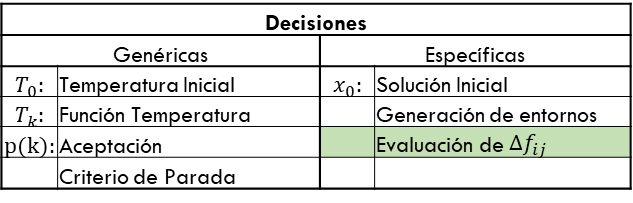 Decisiones
Genéricas Específicas
T₀: Temperatura Inicial x₀: Solución Inicial
Tₖ: Función Temperatura Generación de entornos
p(k): Aceptación Evaluación de Δfᵢⱼ
Criterio de Parada